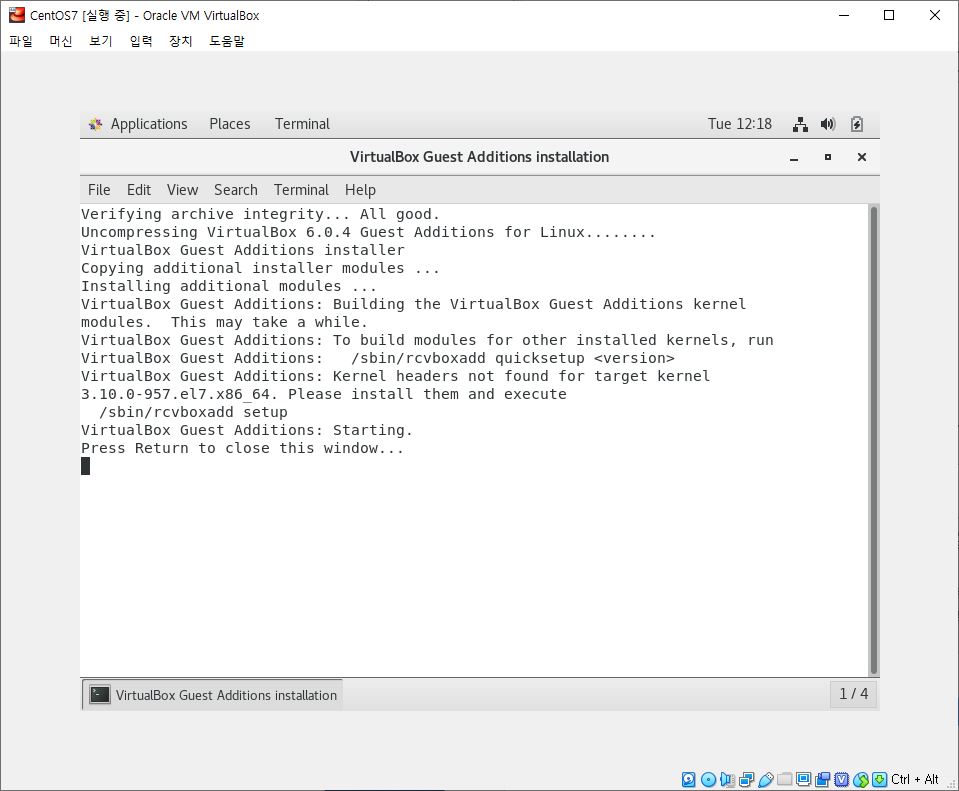 CentOS7 [실행 중] - Oracle VM VirtualBox
파일 머신 보기 입력 장치 도움말
Applications Places Terminal Tue 12:18
VirtualBox Guest Additions installation
File Edit View Search Terminal Help
Verifying archive integrity... All good.
Uncompressing VirtualBox 6.0.4 Guest Additions for Linux........
VirtualBox Guest Additions installer
Copying additional installer modules ...
Installing additional modules ...
VirtualBox Guest Additions: Building the VirtualBox Guest Additions kernel
modules.  This may take a while.
VirtualBox Guest Additions: To build modules for other installed kernels, run
VirtualBox Guest Additions:   /sbin/rcvboxadd quicksetup <version>
VirtualBox Guest Additions: Kernel headers not found for target kernel
3.10.0-957.el7.x86_64. Please install them and execute
  /sbin/rcvboxadd setup
VirtualBox Guest Additions: Starting.
Press Return to close this window...
VirtualBox Guest Additions installation 1 / 4
Ctrl + Alt